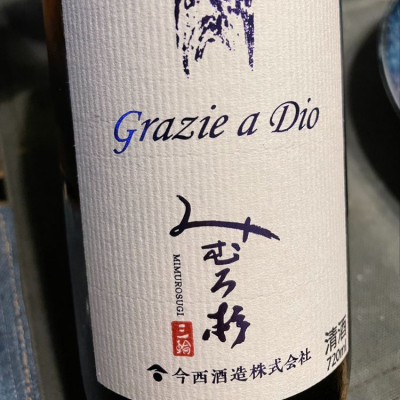 Grazie a Dio
みむろ杉
MIMUROSUGI
三輪
今西酒造株式会社
清酒
720ml